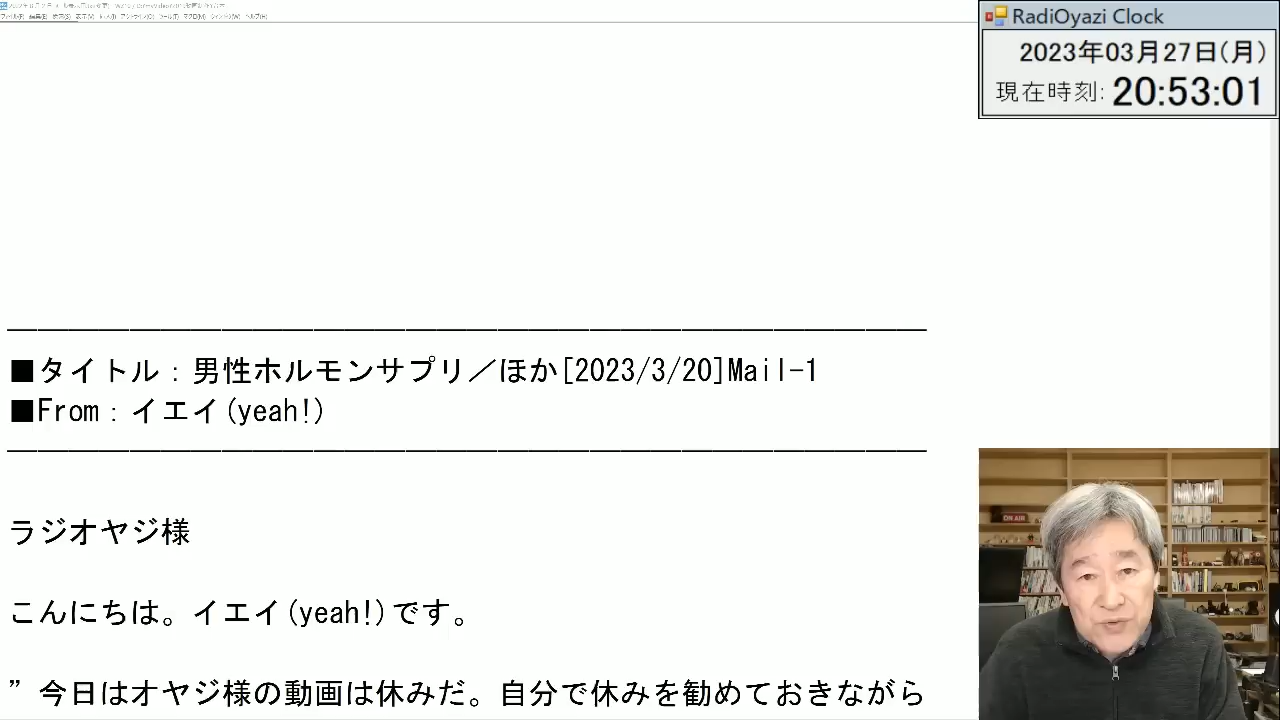 RadiOyazi Clock
2023年03月27日(月)
現在時刻: 20:53:01
■タイトル：男性ホルモンサプリ／ほか[2023/3/20]Mail-1
■From：イエイ(yeah!)
ラジオヤジ様
こんにちは。イエイ(yeah!)です。
”今日はオヤジ様の動画は休みだ。自分で休みを勧めておきながら
ON AIR